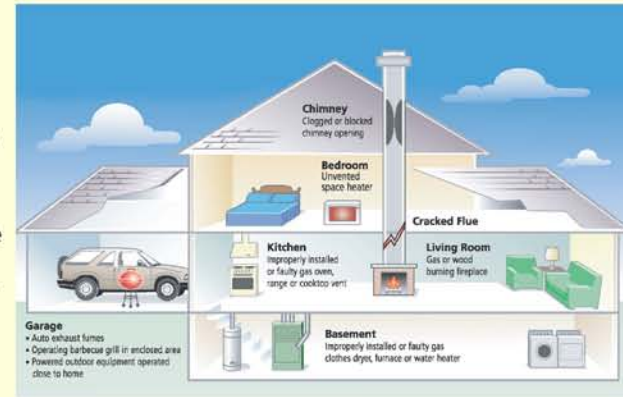 Chimney
Clogged or blocked
chimney opening
Bedroom
Unvented
space heater
Cracked Flue
Kitchen
Improperly installed
or faulty gas oven,
range or cooktop vent
Living Room
Gas or wood
burning fireplace
Garage
• Auto exhaust fumes
• Operating barbecue grill in enclosed area
• Powered outdoor equipment operated
close to home
Basement
Improperly installed or faulty gas
clothes dryer, furnace or water heater